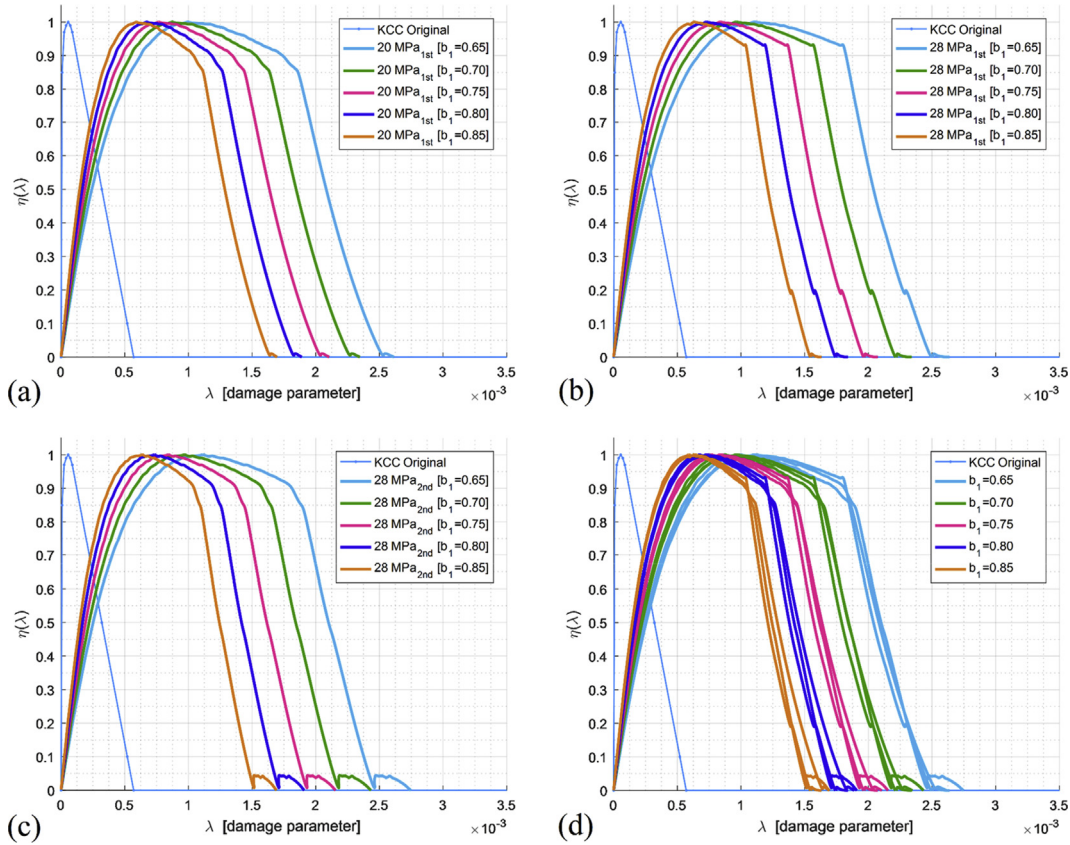 KCC Original
20 MPa1st [b1=0.65]
20 MPa1st [b1=0.70]
20 MPa1st [b1=0.75]
20 MPa1st [b1=0.80]
20 MPa1st [b1=0.85]
1
0.9
0.8
0.7
0.6
0.5
0.4
0.3
0.2
0.1
0
η(λ)
0 0.5 1 1.5 2 2.5 3 3.5
λ [damage parameter]
×10-3
(a)
KCC Original
28 MPa1st [b1=0.65]
28 MPa1st [b1=0.70]
28 MPa1st [b1=0.75]
28 MPa1st [b1=0.80]
28 MPa1st [b1=0.85]
1
0.9
0.8
0.7
0.6
0.5
0.4
0.3
0.2
0.1
0
η(λ)
0 0.5 1 1.5 2 2.5 3 3.5
λ [damage parameter]
×10-3
(b)
KCC Original
28 MPa2nd [b1=0.65]
28 MPa2nd [b1=0.70]
28 MPa2nd [b1=0.75]
28 MPa2nd [b1=0.80]
28 MPa2nd [b1=0.85]
1
0.9
0.8
0.7
0.6
0.5
0.4
0.3
0.2
0.1
0
η(λ)
0 0.5 1 1.5 2 2.5 3 3.5
λ [damage parameter]
×10-3
(c)
KCC Original
b1=0.65
b1=0.70
b1=0.75
b1=0.80
b1=0.85
1
0.9
0.8
0.7
0.6
0.5
0.4
0.3
0.2
0.1
0
η(λ)
0 0.5 1 1.5 2 2.5 3 3.5
λ [damage parameter]
×10-3
(d)